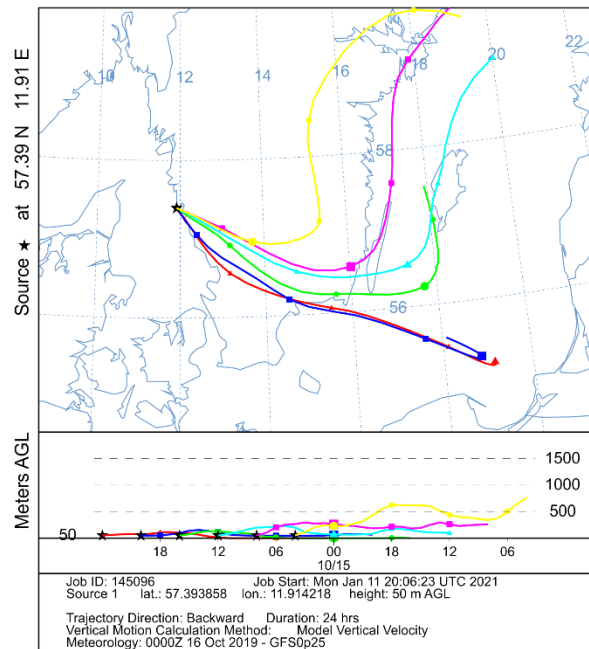 10 12 14 16 18 20 22
58
56
Source ★ at 57.39 N 11.91 E
Meters AGL
1500
1000
500
50
18 12 06 00 18 12 06
10/15
Job ID: 145096 Job Start: Mon Jan 11 20:06:23 UTC 2021
Source 1 lat.: 57.393858 lon.: 11.914218 height: 50 m AGL
Trajectory Direction: Backward Duration: 24 hrs
Vertical Motion Calculation Method: Model Vertical Velocity
Meteorology: 0000Z 16 Oct 2019 - GFS0p25